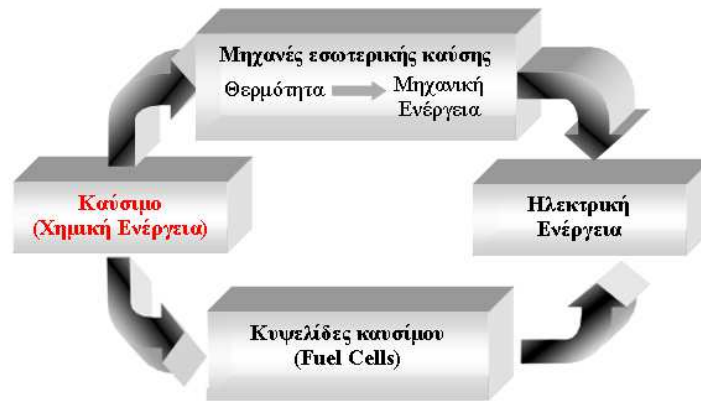 Μηχανές εσωτερικής καύσης
Θερμότητα Μηχανική
Ενέργεια
Καύσιμο
(Χημική Ενέργεια)
Ηλεκτρική
Ενέργεια
Κυψελίδες καυσίμου
(Fuel Cells)